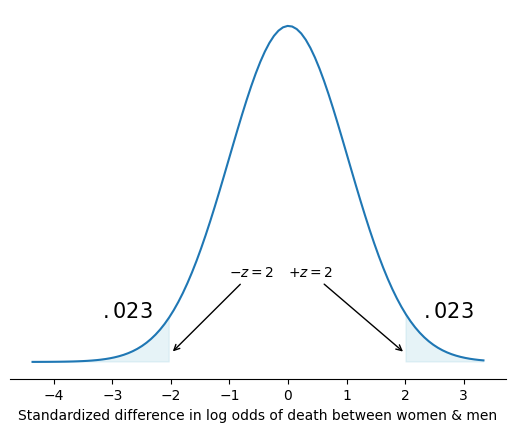 −z = 2 +z = 2
.023 .023
−4 −3 −2 −1 0 1 2 3
Standardized difference in log odds of death between women & men